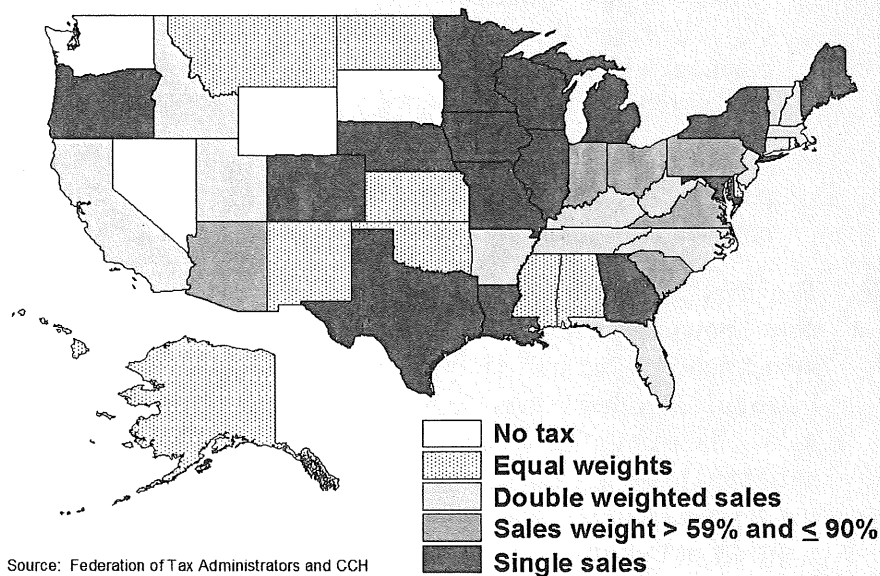 No tax
Equal weights
Double weighted sales
Sales weight > 59% and ≤ 90%
Single sales
Source: Federation of Tax Administrators and CCH